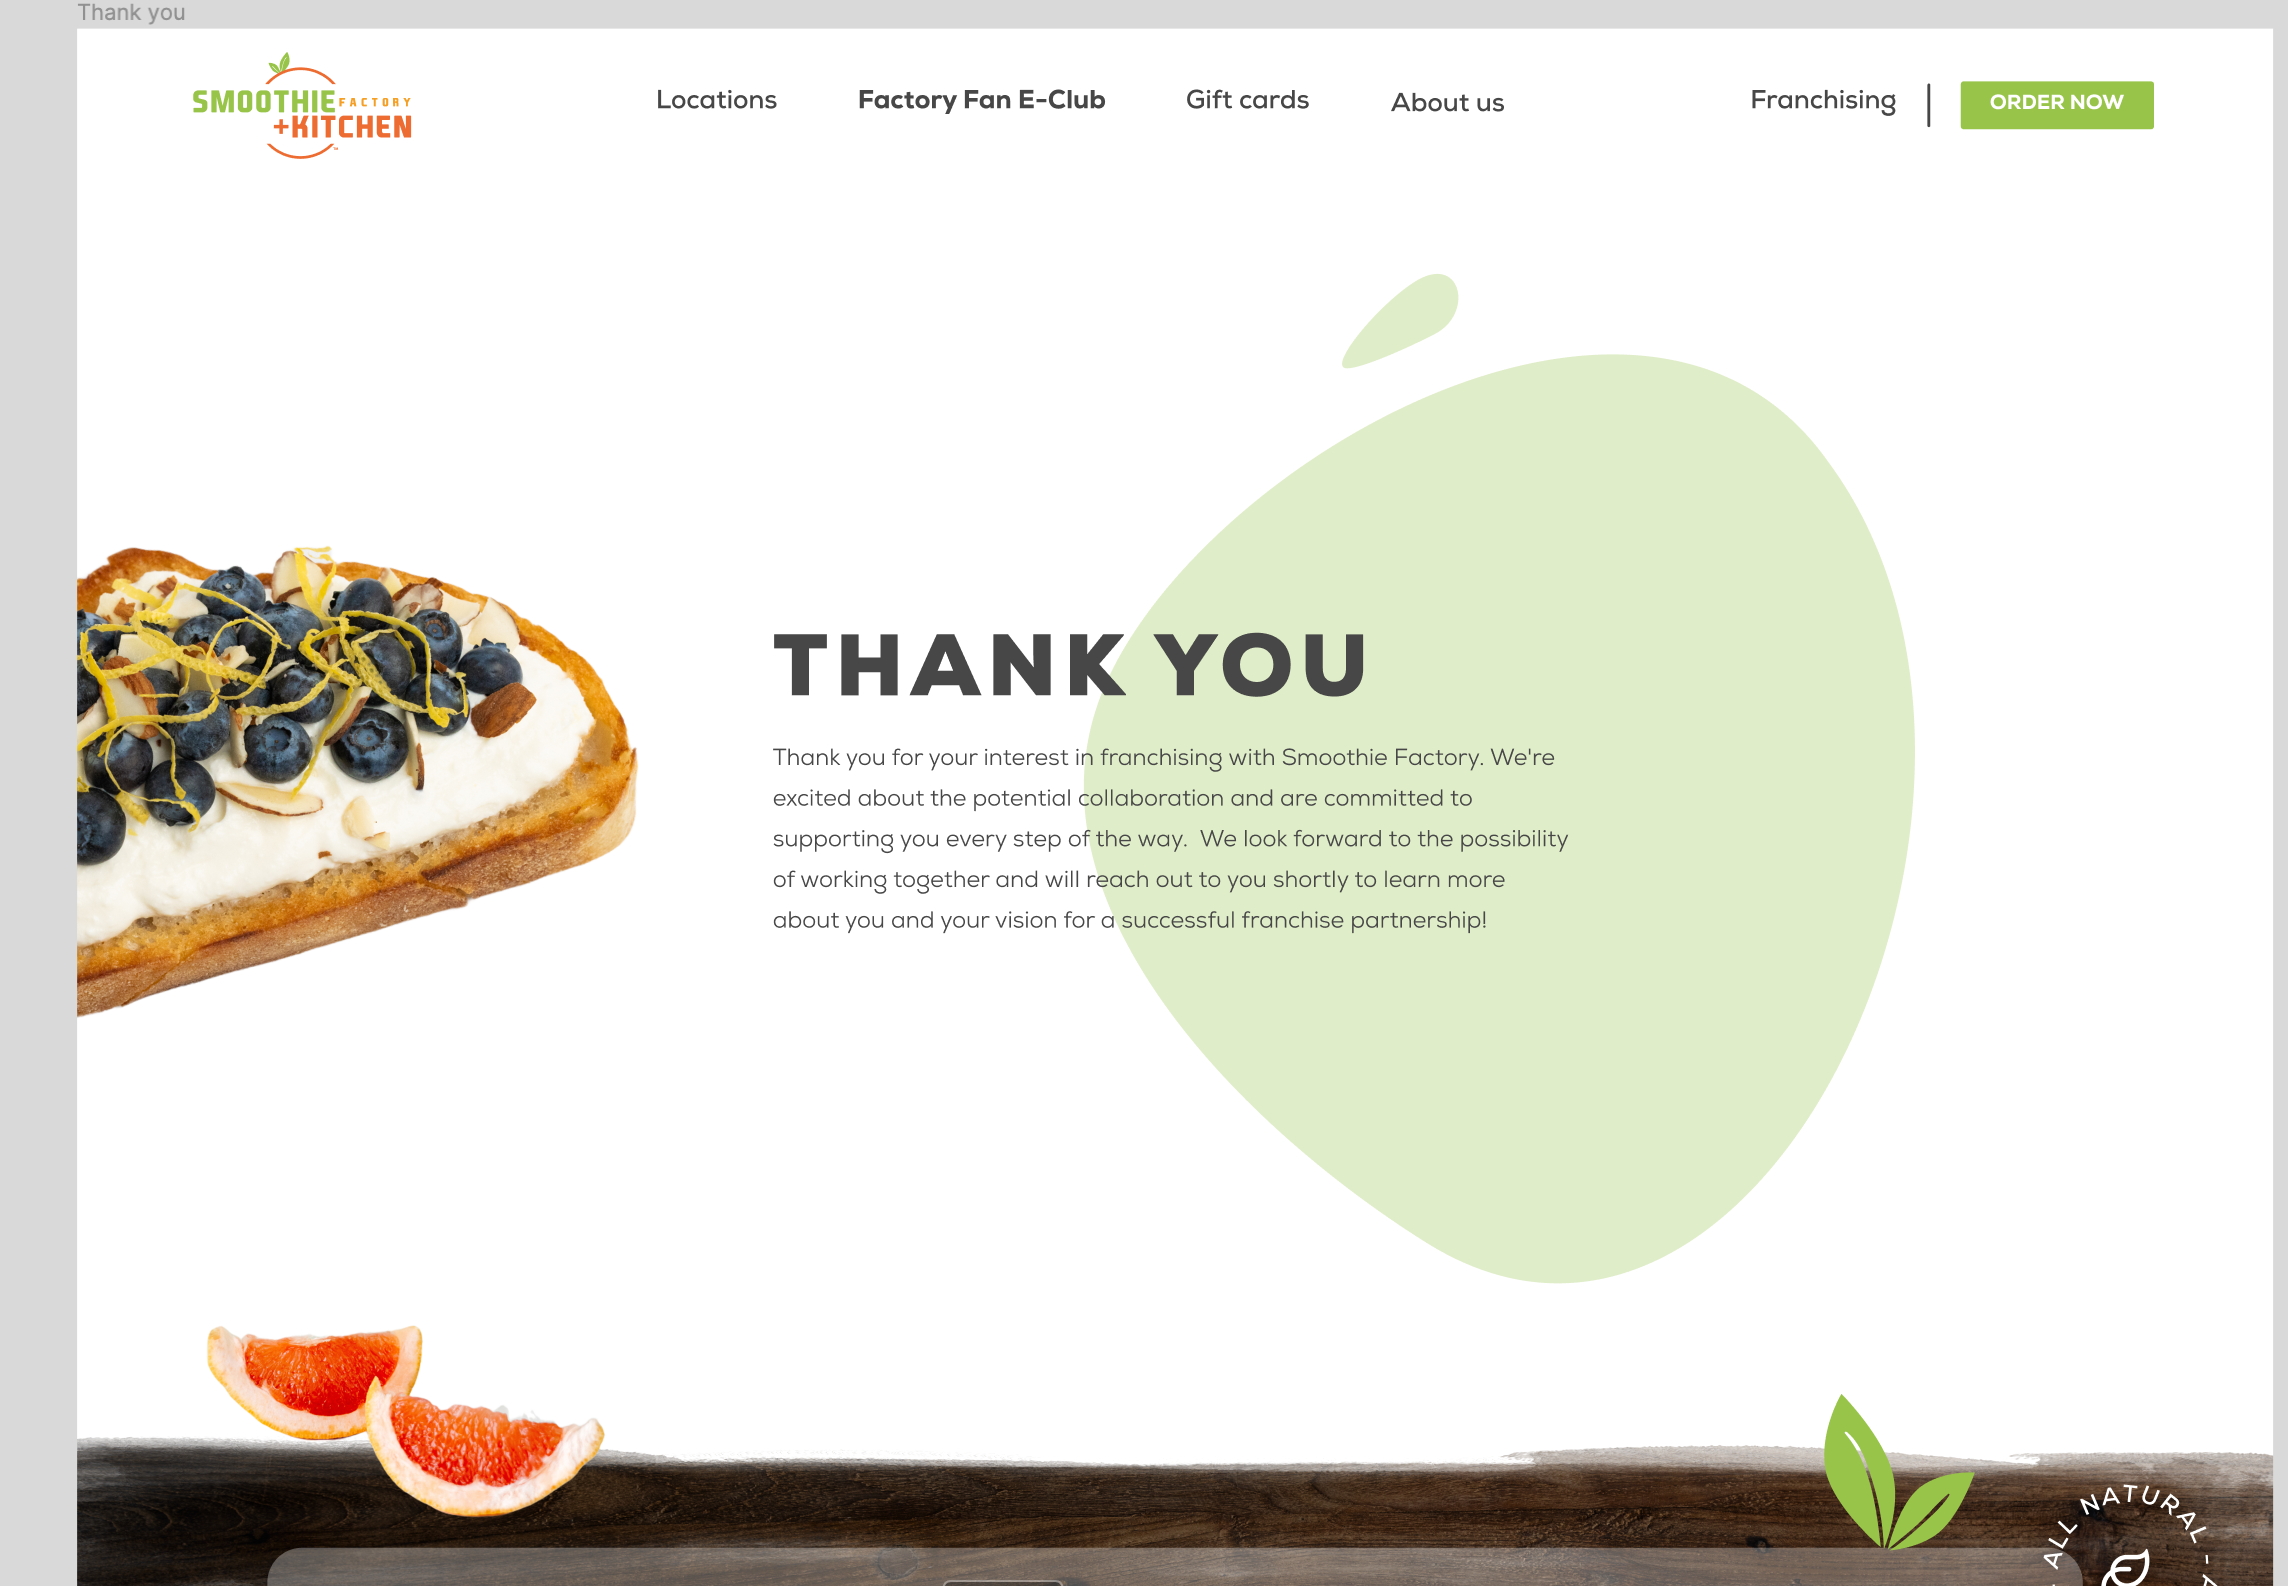 Thank you
SMOOTHIE FACTORY
+KITCHEN
Locations
Factory Fan E-Club
Gift cards
About us
Franchising
ORDER NOW
THANK YOU
Thank you for your interest in franchising with Smoothie Factory. We're
excited about the potential collaboration and are committed to
supporting you every step of the way.  We look forward to the possibility
of working together and will reach out to you shortly to learn more
about you and your vision for a successful franchise partnership!
ALL NATURAL -